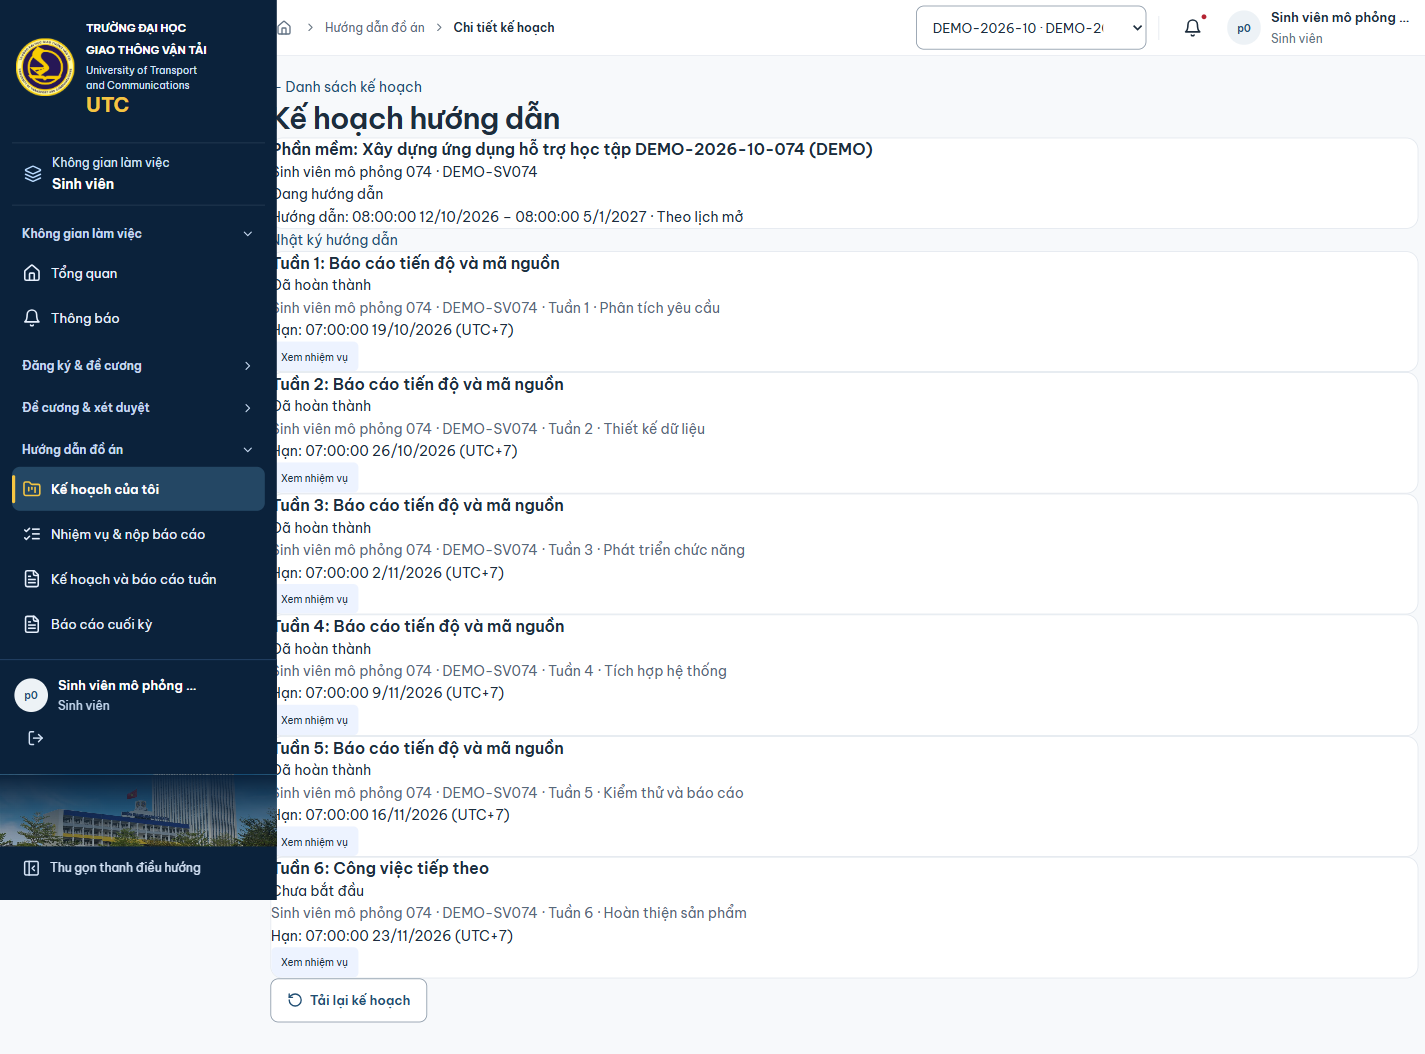 TRƯỜNG ĐẠI HỌC
GIAO THÔNG VẬN TẢI
University of Transport
and Communications
UTC
Không gian làm việc
Sinh viên
Không gian làm việc
Tổng quan
Thông báo
Đăng ký & đề cương
Đề cương & xét duyệt
Hướng dẫn đồ án
Kế hoạch của tôi
Nhiệm vụ & nộp báo cáo
Kế hoạch và báo cáo tuần
Báo cáo cuối kỳ
p0
Sinh viên mô phỏng ...
Sinh viên
Thu gọn thanh điều hướng
Hướng dẫn đồ án
Chi tiết kế hoạch
DEMO-2026-10 · DEMO-2
p0
Sinh viên mô phỏng ...
Sinh viên
Danh sách kế hoạch
Kế hoạch hướng dẫn
Phần mềm: Xây dựng ứng dụng hỗ trợ học tập DEMO-2026-10-074 (DEMO)
Sinh viên mô phỏng 074 · DEMO-SV074
Đang hướng dẫn
Hướng dẫn: 08:00:00 12/10/2026 – 08:00:00 5/1/2027 · Theo lịch mở
Nhật ký hướng dẫn
Tuần 1: Báo cáo tiến độ và mã nguồn
Đã hoàn thành
Sinh viên mô phỏng 074 · DEMO-SV074 · Tuần 1 · Phân tích yêu cầu
Hạn: 07:00:00 19/10/2026 (UTC+7)
Xem nhiệm vụ
Tuần 2: Báo cáo tiến độ và mã nguồn
Đã hoàn thành
Sinh viên mô phỏng 074 · DEMO-SV074 · Tuần 2 · Thiết kế dữ liệu
Hạn: 07:00:00 26/10/2026 (UTC+7)
Xem nhiệm vụ
Tuần 3: Báo cáo tiến độ và mã nguồn
Đã hoàn thành
Sinh viên mô phỏng 074 · DEMO-SV074 · Tuần 3 · Phát triển chức năng
Hạn: 07:00:00 2/11/2026 (UTC+7)
Xem nhiệm vụ
Tuần 4: Báo cáo tiến độ và mã nguồn
Đã hoàn thành
Sinh viên mô phỏng 074 · DEMO-SV074 · Tuần 4 · Tích hợp hệ thống
Hạn: 07:00:00 9/11/2026 (UTC+7)
Xem nhiệm vụ
Tuần 5: Báo cáo tiến độ và mã nguồn
Đã hoàn thành
Sinh viên mô phỏng 074 · DEMO-SV074 · Tuần 5 · Kiểm thử và báo cáo
Hạn: 07:00:00 16/11/2026 (UTC+7)
Xem nhiệm vụ
Tuần 6: Công việc tiếp theo
Chưa bắt đầu
Sinh viên mô phỏng 074 · DEMO-SV074 · Tuần 6 · Hoàn thiện sản phẩm
Hạn: 07:00:00 23/11/2026 (UTC+7)
Xem nhiệm vụ
Tải lại kế hoạch